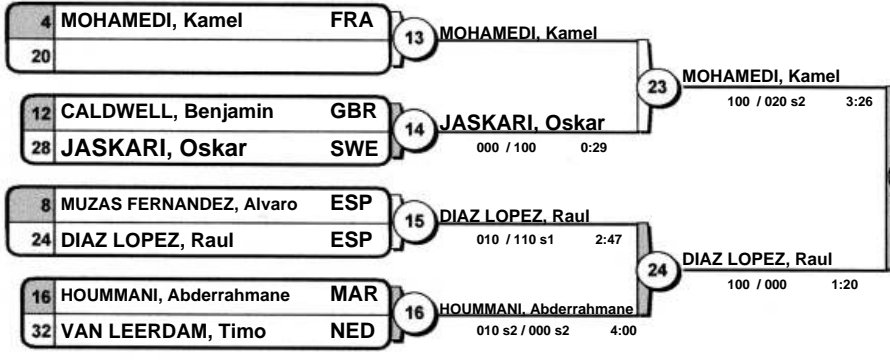 4 MOHAMEDI, Kamel FRA
20
12 CALDWELL, Benjamin GBR
28 JASKARI, Oskar SWE
8 MUZAS FERNANDEZ, Alvaro ESP
24 DIAZ LOPEZ, Raul ESP
16 HOUMMANI, Abderrahmane MAR
32 VAN LEERDAM, Timo NED
13 MOHAMEDI, Kamel
14 JASKARI, Oskar
000 / 100 0:29
15 DIAZ LOPEZ, Raul
010 / 110 s1 2:47
16 HOUMMANI, Abderrahmane
010 s2 / 000 s2 4:00
23 MOHAMEDI, Kamel
100 / 020 s2 3:26
24 DIAZ LOPEZ, Raul
100 / 000 1:20